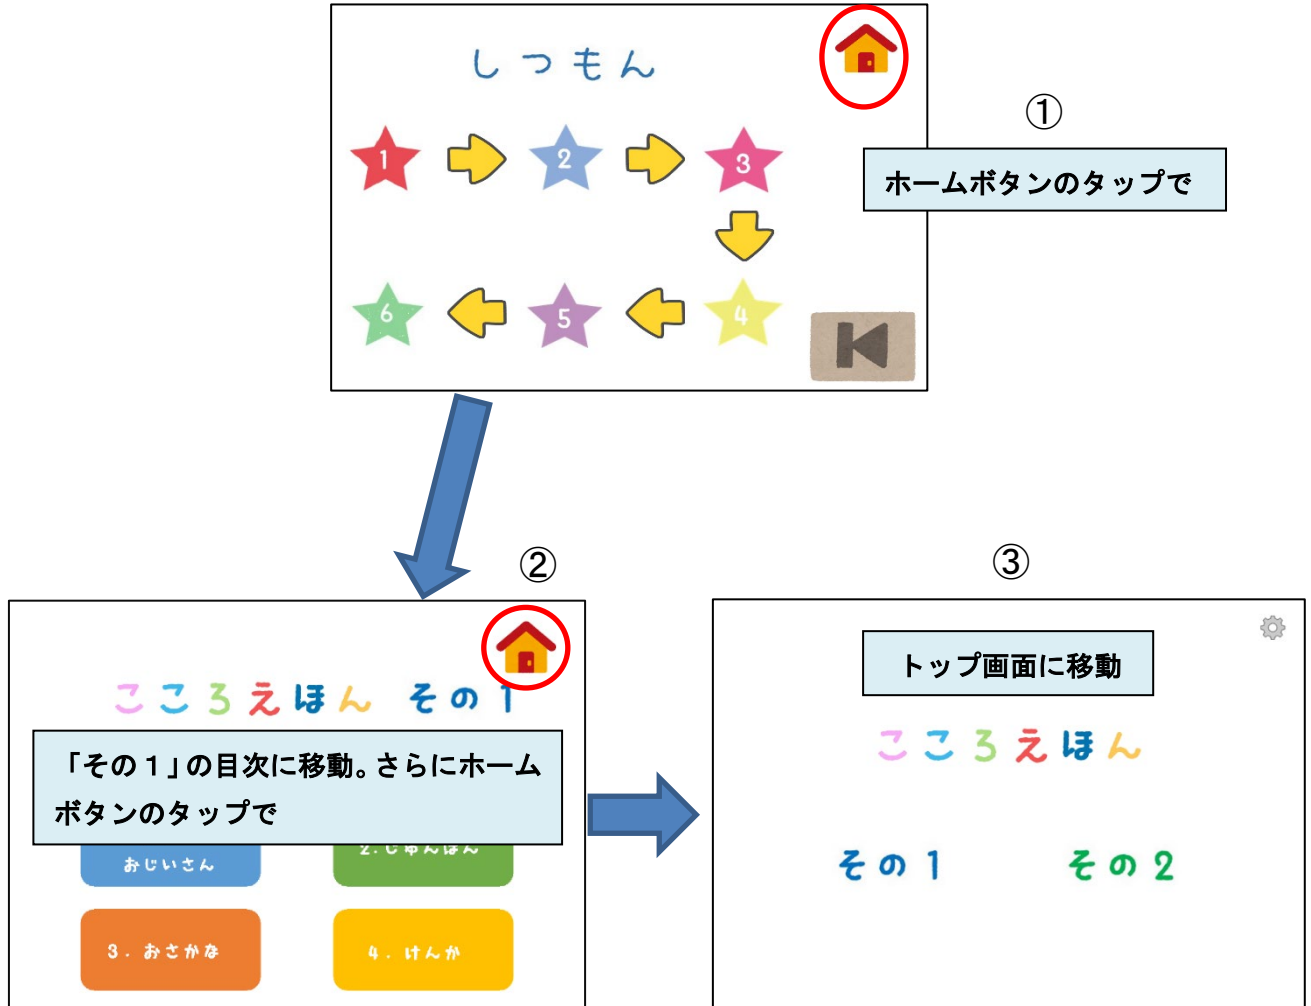 しつもん
①
1
2
3
ホームボタンのタップで
6
5
4
②
③
こころえほん その1
「その１」の目次に移動。さらにホーム
ボタンのタップで
おじいさん
2.じゅんばん
3. おさかな
4. けんか
トップ画面に移動
こころえほん
その1
その2